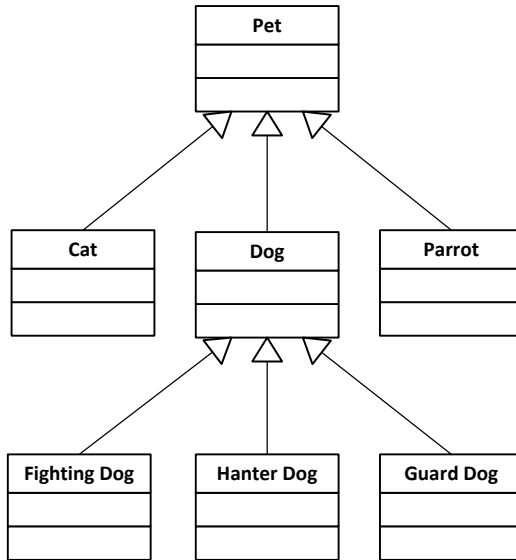 Pet
Cat
Dog
Parrot
Fighting Dog
Hanter Dog
Guard Dog